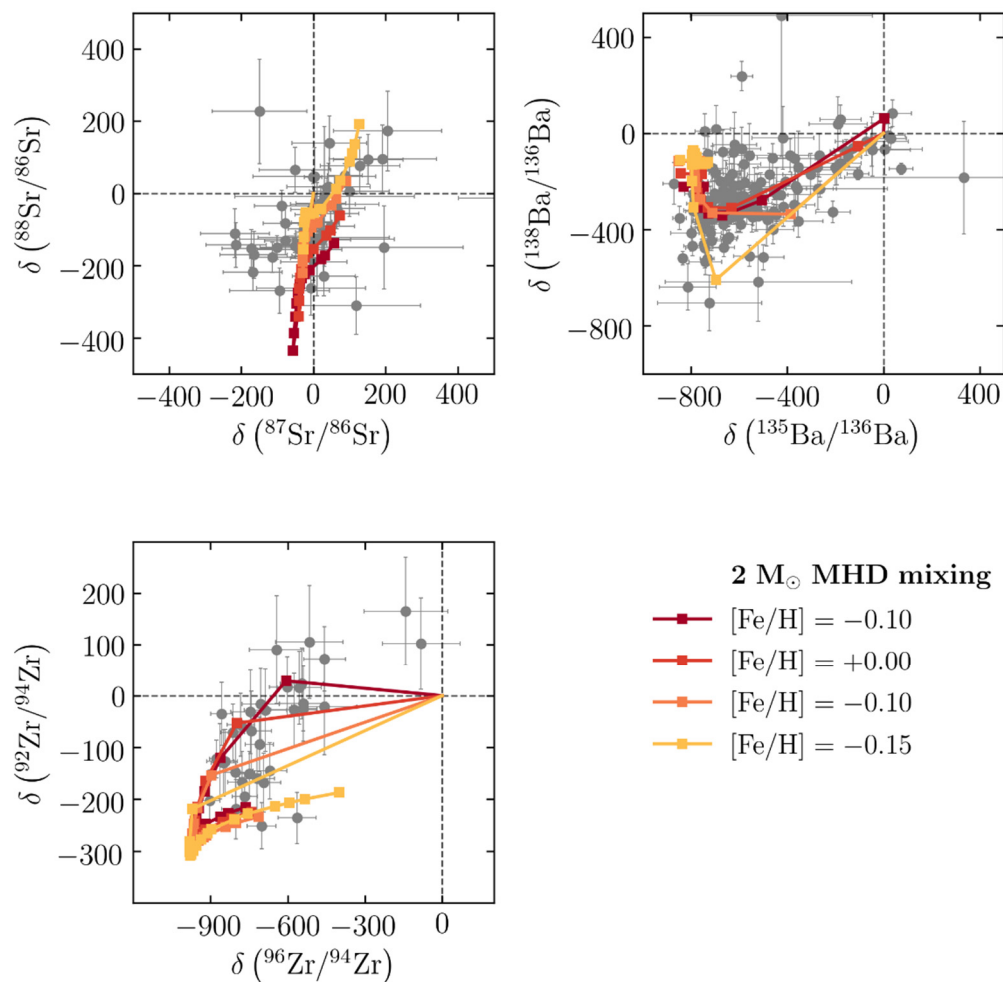 400
200
0
−200
−400
δ (⁸⁸Sr/⁸⁶Sr)
−400 −200 0 200 400
δ (⁸⁷Sr/⁸⁶Sr)
400
0
−400
−800
δ (¹³⁸Ba/¹³⁶Ba)
−800 −400 0
δ (¹³⁵Ba/¹³⁶Ba)
200
100
0
−100
−200
−300
δ (⁹²Zr/⁹⁴Zr)
−900 −600 −300 0
δ (⁹⁶Zr/⁹⁴Zr)
2 M☉ MHD mixing
[Fe/H] = −0.10
[Fe/H] = +0.00
[Fe/H] = −0.10
[Fe/H] = −0.15